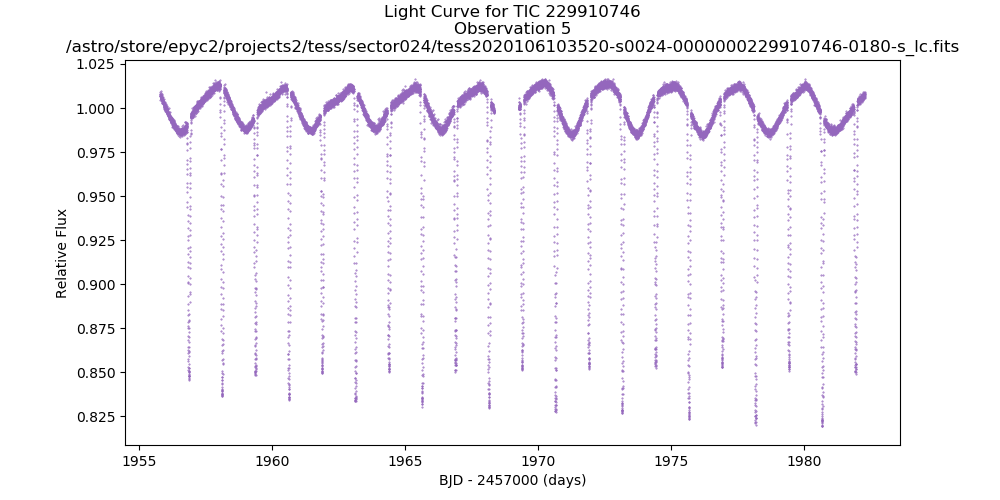 Light Curve for TIC 229910746
Observation 5
/astro/store/epyc2/projects2/tess/sector024/tess2020106103520-s0024-0000000229910746-0180-s_lc.fits
1.025
1.000
0.975
0.950
0.925
0.900
0.875
0.850
0.825
Relative Flux
1955 1960 1965 1970 1975 1980
BJD - 2457000 (days)